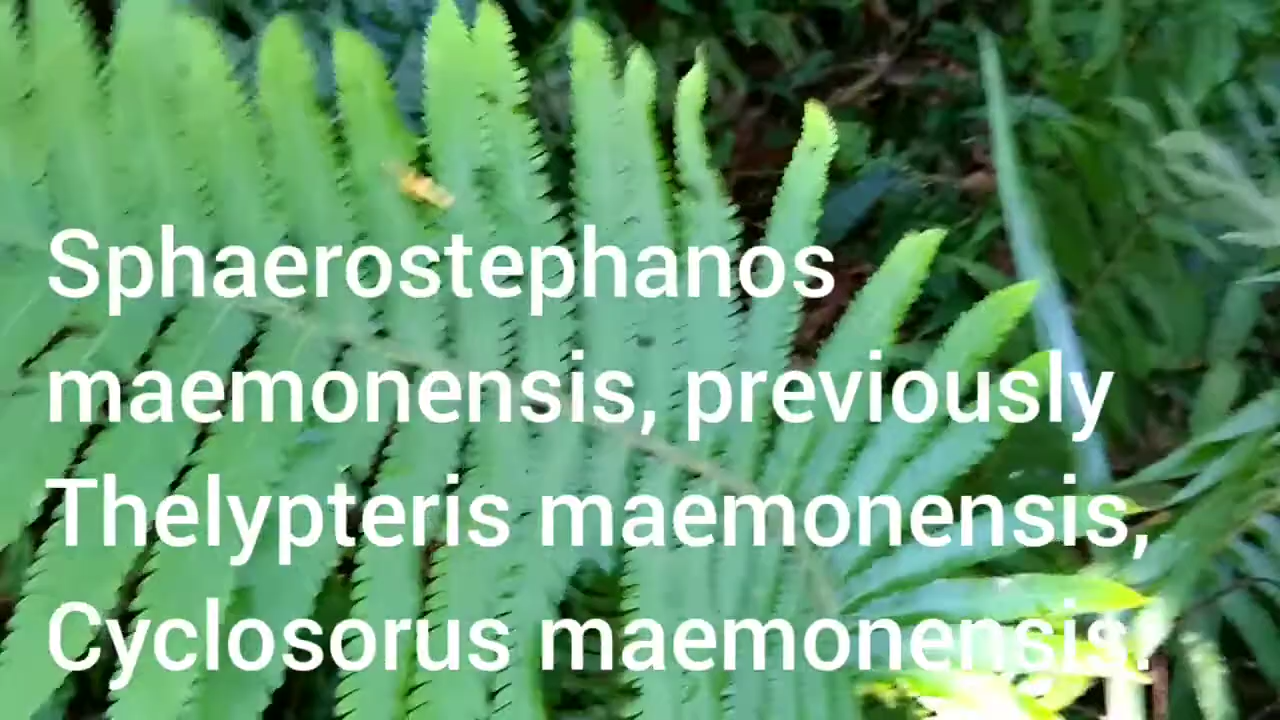 Sphaerostephanos
maemonensis, previously
Thelypteris maemonensis,
Cyclosorus maemonensis.